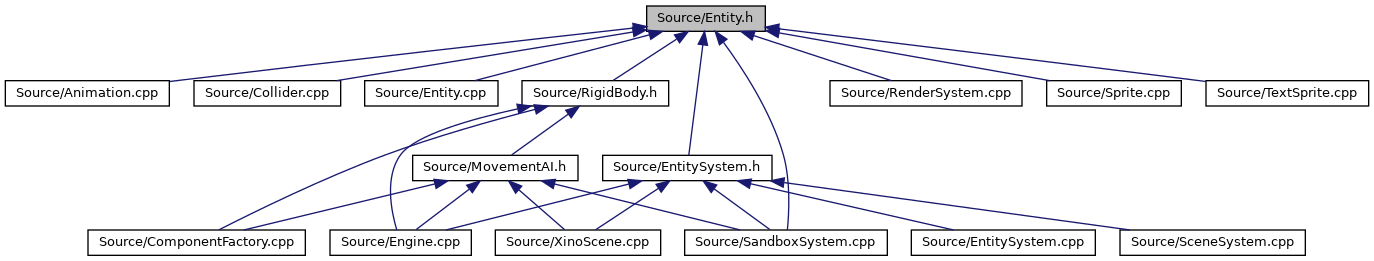 Source/Entity.h
Source/Animation.cpp
Source/Collider.cpp
Source/Entity.cpp
Source/RigidBody.h
Source/RenderSystem.cpp
Source/Sprite.cpp
Source/TextSprite.cpp
Source/MovementAI.h
Source/EntitySystem.h
Source/ComponentFactory.cpp
Source/Engine.cpp
Source/XinoScene.cpp
Source/SandboxSystem.cpp
Source/EntitySystem.cpp
Source/SceneSystem.cpp